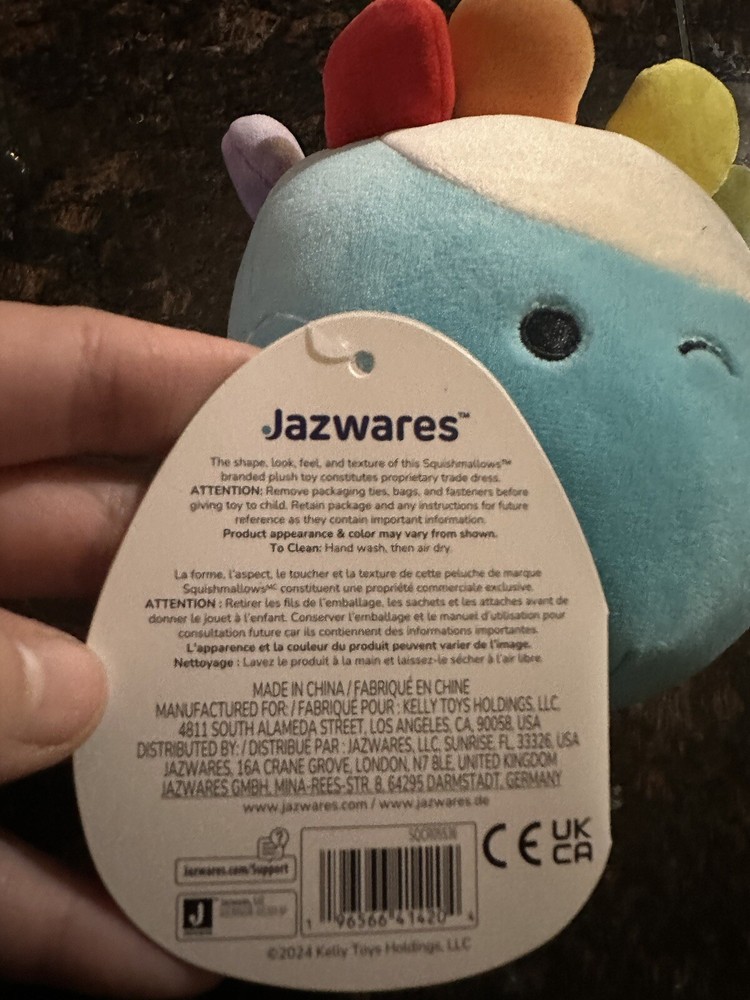 Jazwares™
The shape, look, feel, and texture of this Squishmallows™
branded plush toy constitutes proprietary trade dress.
ATTENTION: Remove packaging ties, bags, and fasteners before
giving toy to child. Retain package and any instructions for future
reference as they contain important information.
Product appearance & color may vary from shown.
To Clean: Hand wash, then air dry.
La forme, l'aspect, le toucher et la texture de cette peluche de marque
Squishmallowsᴹᶜ constituent une propriété commerciale exclusive.
ATTENTION : Retirer les fils de l'emballage, les sachets et les attaches avant de
donner le jouet à l'enfant. Conserver l'emballage et le manuel d'utilisation pour
consultation future car ils contiennent des informations importantes.
L'apparence et la couleur du produit peuvent varier de l'image.
Nettoyage : Lavez le produit à la main et laissez-le sécher à l'air libre.
MADE IN CHINA / FABRIQUÉ EN CHINE
MANUFACTURED FOR: / FABRIQUÉ POUR : KELLY TOYS HOLDINGS, LLC.
4811 SOUTH ALAMEDA STREET, LOS ANGELES, CA, 90058, USA
DISTRIBUTED BY: / DISTRIBUÉ PAR : JAZWARES, LLC, SUNRISE, FL, 33326, USA
JAZWARES, 16A CRANE GROVE, LONDON, N7 8LE, UNITED KINGDOM
JAZWARES GMBH, MINA-REES-STR. 8, 64295 DARMSTADT, GERMANY
www.jazwares.com / www.jazwares.de
Jazwares.com/Support
CE UK
CA
J
1 96566 41420 4
©2024 Kelly Toys Holdings, LLC